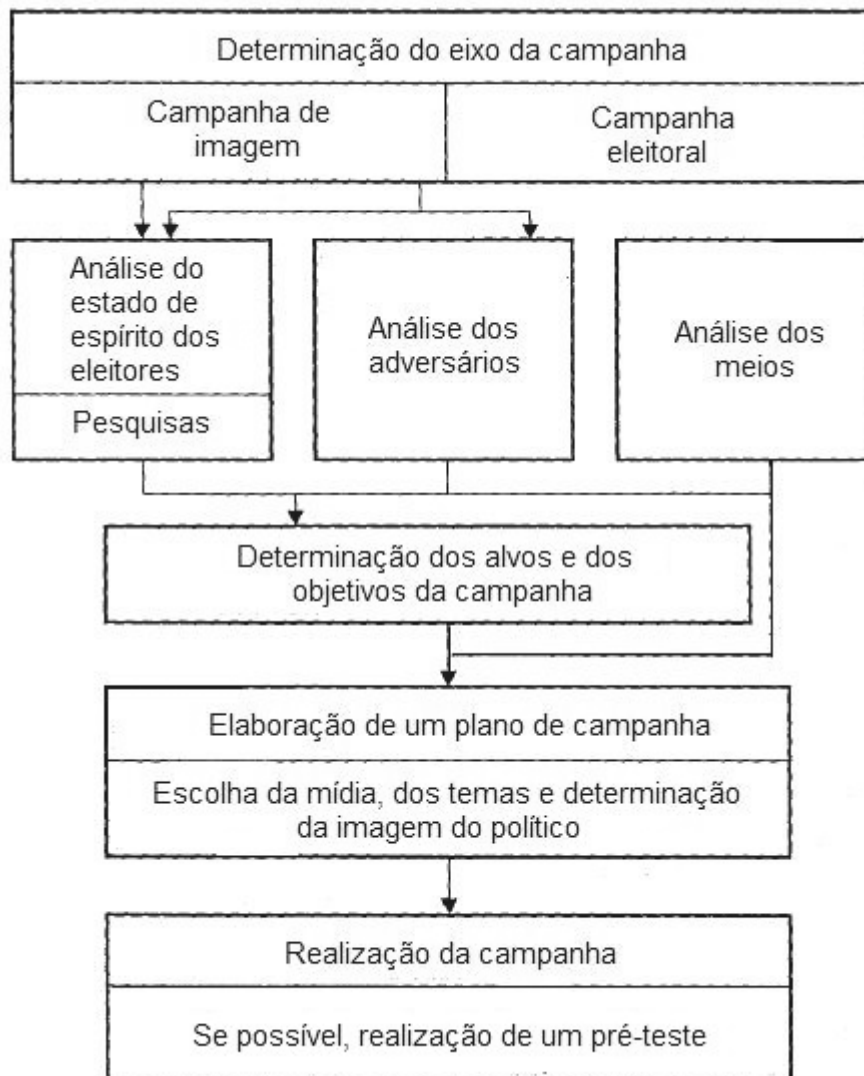 Determinação do eixo da campanha
Campanha de
imagem
Campanha
eleitoral
Análise do
estado de
espírito dos
eleitores
Pesquisas
Análise dos
adversários
Análise dos
meios
Determinação dos alvos e dos
objetivos da campanha
Elaboração de um plano de campanha
Escolha da mídia, dos temas e determinação
da imagem do político
Realização da campanha
Se possível, realização de um pré-teste